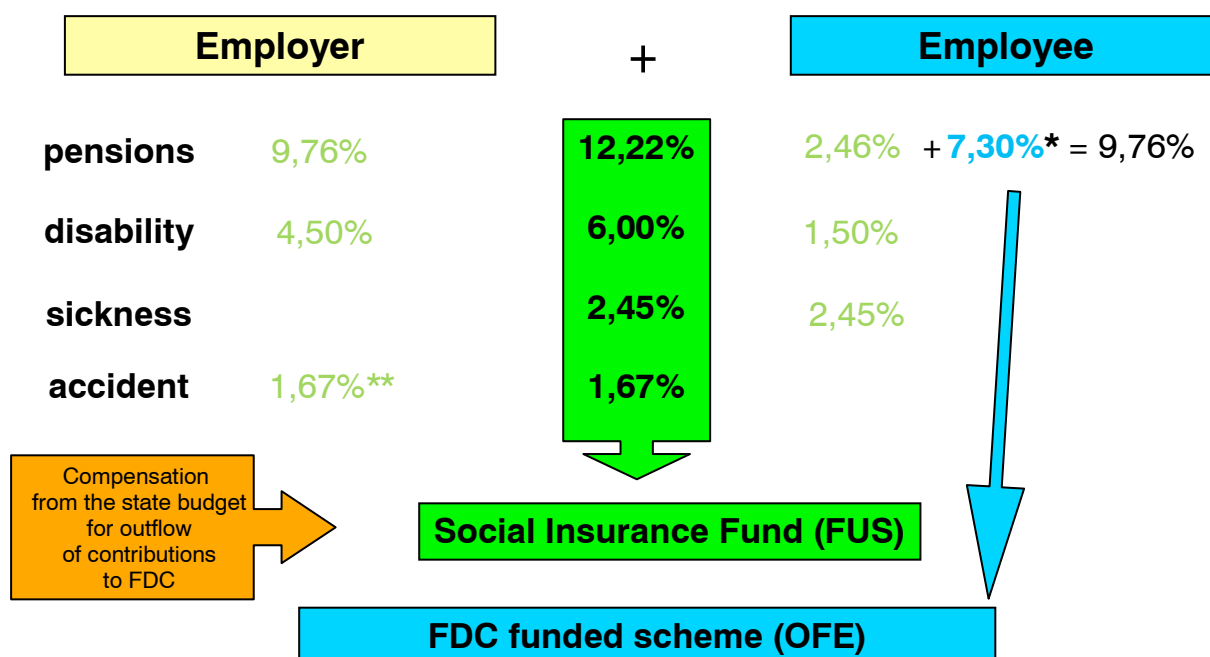 Employer + Employee
pensions 9,76% 12,22% 2,46% + 7,30%* = 9,76%
disability 4,50% 6,00% 1,50%
sickness 2,45% 2,45%
accident 1,67%** 1,67%
Compensation
from the state budget
for outflow
of contributions
to FDC
Social Insurance Fund (FUS)
FDC funded scheme (OFE)